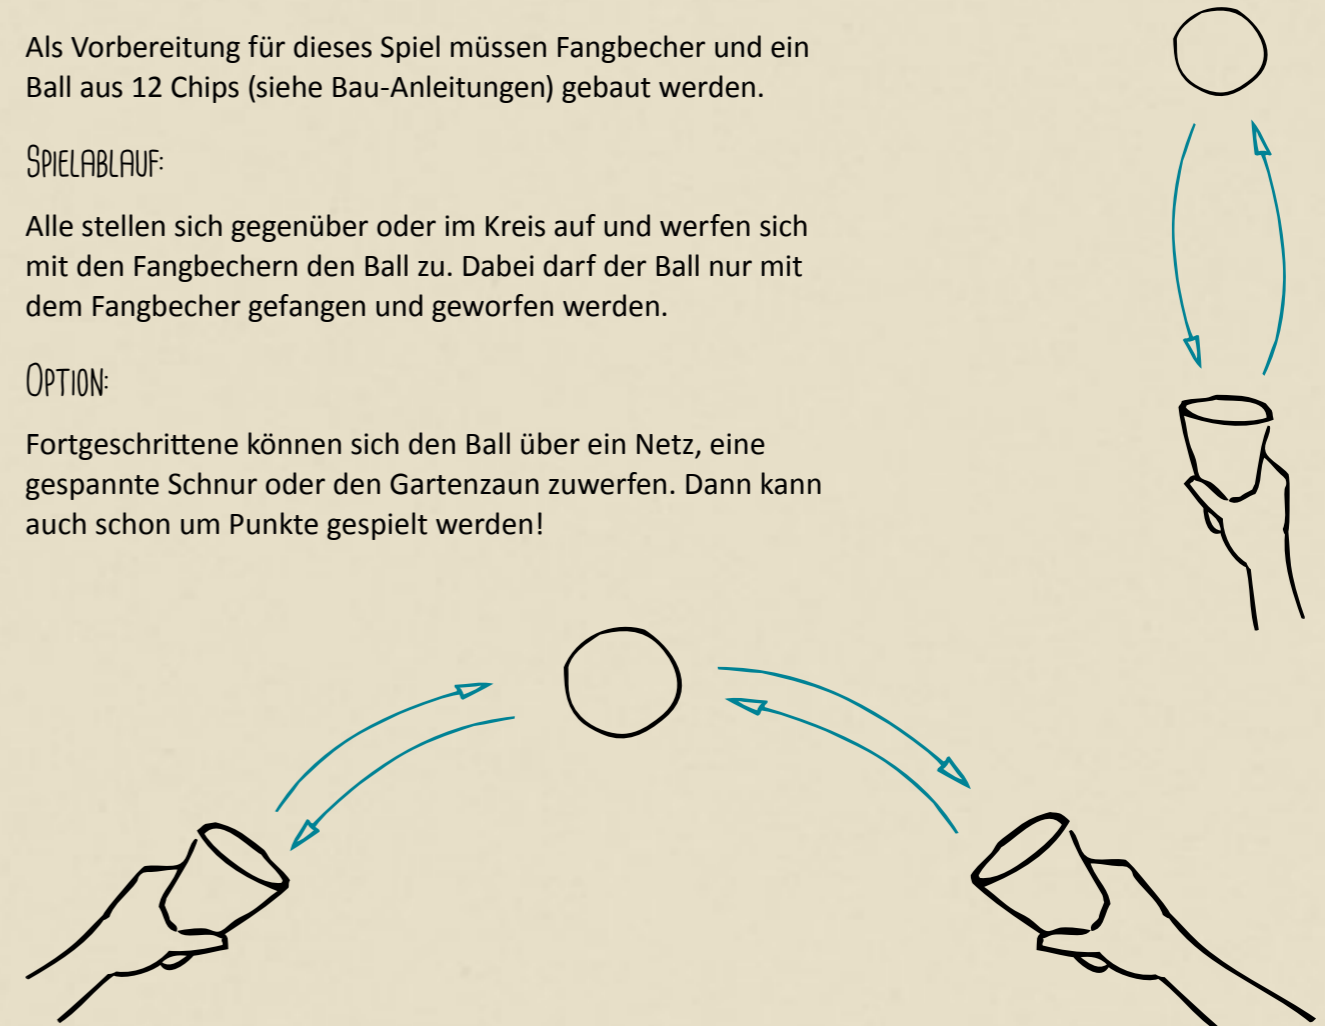 Als Vorbereitung für dieses Spiel müssen Fangbecher und ein
Ball aus 12 Chips (siehe Bau-Anleitungen) gebaut werden.
SPIELABLAUF:
Alle stellen sich gegenüber oder im Kreis auf und werfen sich
mit den Fangbechern den Ball zu. Dabei darf der Ball nur mit
dem Fangbecher gefangen und geworfen werden.
OPTION:
Fortgeschrittene können sich den Ball über ein Netz, eine
gespannte Schnur oder den Gartenzaun zuwerfen. Dann kann
auch schon um Punkte gespielt werden!